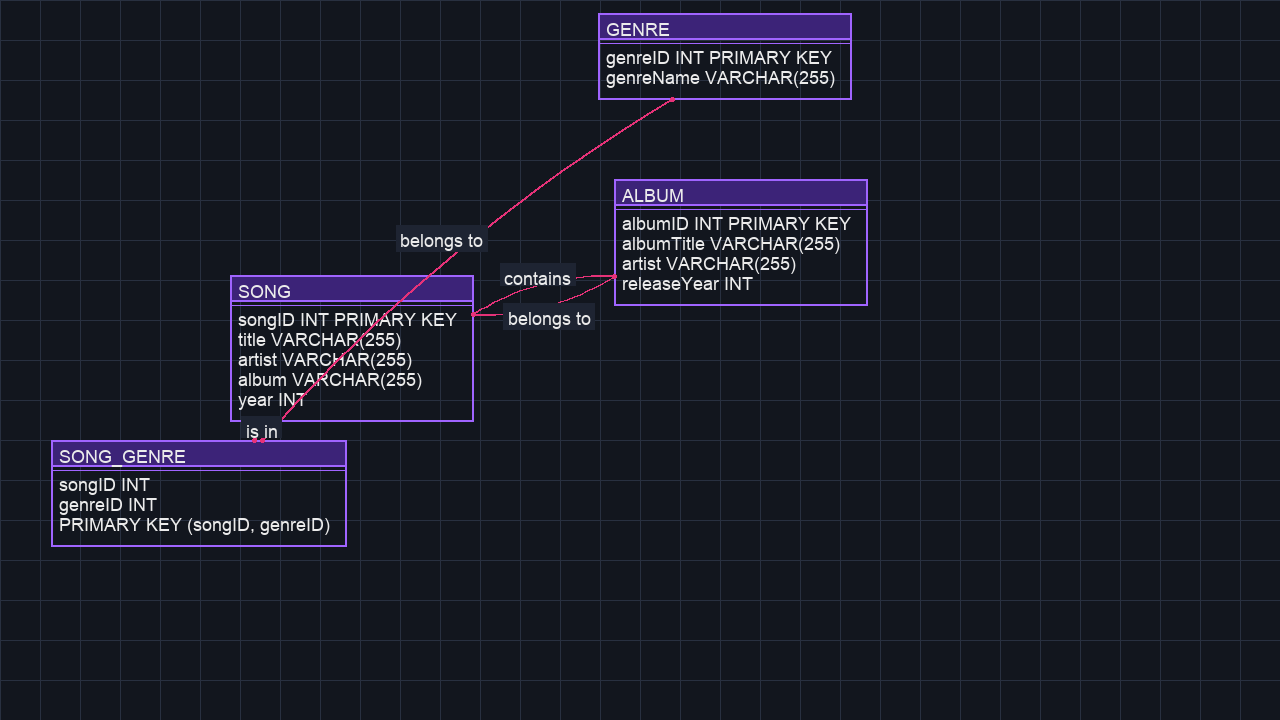 GENRE
genreID INT PRIMARY KEY
genreName VARCHAR(255)
ALBUM
albumID INT PRIMARY KEY
albumTitle VARCHAR(255)
artist VARCHAR(255)
releaseYear INT
belongs to
contains
belongs to
SONG
songID INT PRIMARY KEY
title VARCHAR(255)
artist VARCHAR(255)
album VARCHAR(255)
year INT
is in
SONG_GENRE
songID INT
genreID INT
PRIMARY KEY (songID, genreID)